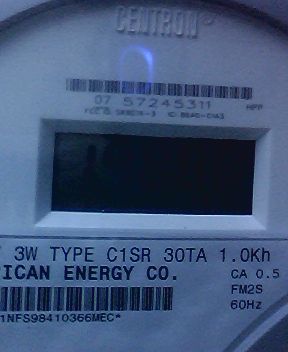 CENTRON
07 57245311
3W TYPE C1SR 30TA 1.0Kh
ICAN ENERGY CO.
CA 0.5
FM2S
60Hz
1NFS98410366MEC*